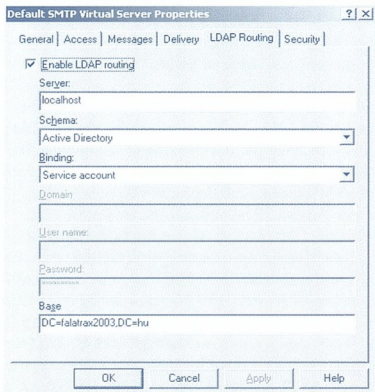 Default SMTP Virtual Server Properties ? X
General Access Messages Delivery LDAP Routing Security
Enable LDAP routing
Server:
localhost
Schema:
Active Directory
Binding:
Service account
Domain
User name:
Password:
**********
Base
DC=falatrax2003,DC=hu
OK Cancel Apply Help